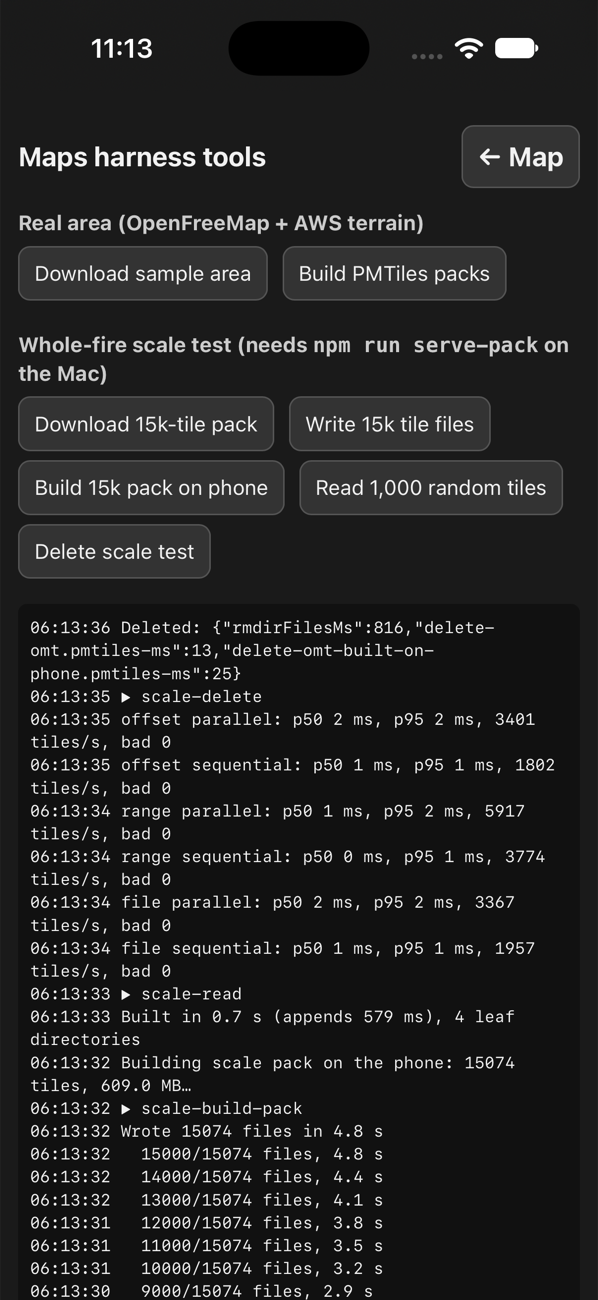 11:13
Maps harness tools
← Map
Real area (OpenFreeMap + AWS terrain)
Download sample area
Build PMTiles packs
Whole-fire scale test (needs npm run serve-pack on
the Mac)
Download 15k-tile pack
Write 15k tile files
Build 15k pack on phone
Read 1,000 random tiles
Delete scale test
06:13:36 Deleted: {"rmdirFilesMs":816,"delete-
omt.pmtiles-ms":13,"delete-omt-built-on-
phone.pmtiles-ms":25}
06:13:35 ▶ scale-delete
06:13:35 offset parallel: p50 2 ms, p95 2 ms, 3401
tiles/s, bad 0
06:13:35 offset sequential: p50 1 ms, p95 1 ms, 1802
tiles/s, bad 0
06:13:34 range parallel: p50 1 ms, p95 2 ms, 5917
tiles/s, bad 0
06:13:34 range sequential: p50 0 ms, p95 1 ms, 3774
tiles/s, bad 0
06:13:34 file parallel: p50 2 ms, p95 2 ms, 3367
tiles/s, bad 0
06:13:34 file sequential: p50 1 ms, p95 1 ms, 1957
tiles/s, bad 0
06:13:33 ▶ scale-read
06:13:33 Built in 0.7 s (appends 579 ms), 4 leaf
directories
06:13:32 Building scale pack on the phone: 15074
tiles, 609.0 MB…
06:13:32 ▶ scale-build-pack
06:13:32 Wrote 15074 files in 4.8 s
06:13:32 15000/15074 files, 4.8 s
06:13:32 14000/15074 files, 4.4 s
06:13:32 13000/15074 files, 4.1 s
06:13:31 12000/15074 files, 3.8 s
06:13:31 11000/15074 files, 3.5 s
06:13:31 10000/15074 files, 3.2 s
06:13:30 9000/15074 files, 2.9 s